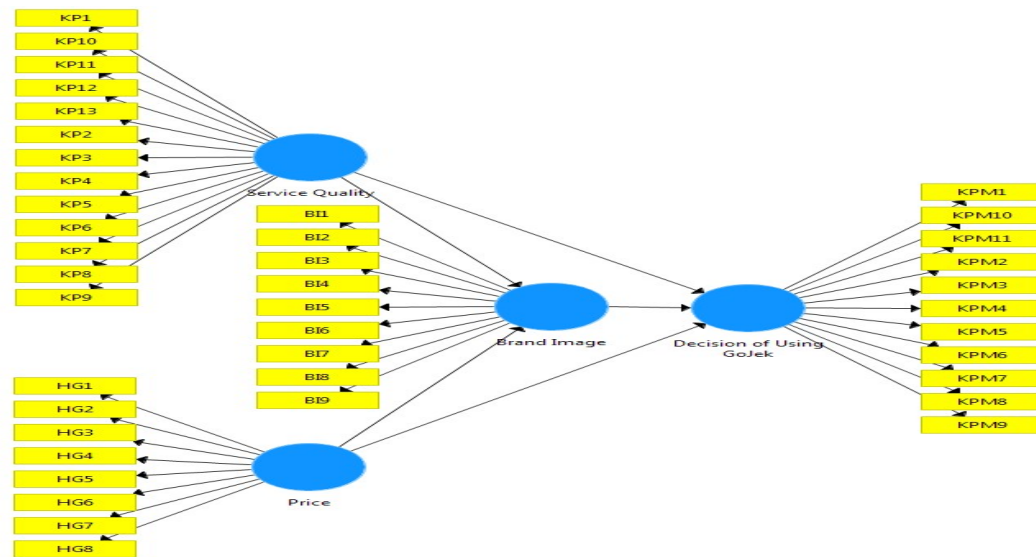 KP1
KP10
KP11
KP12
KP13
KP2
KP3
KP4
KP5
KP6
KP7
KP8
KP9
Service Quality
BI1
BI2
BI3
BI4
BI5
BI6
BI7
BI8
BI9
Brand Image
HG1
HG2
HG3
HG4
HG5
HG6
HG7
HG8
Price
Decision of Using
GoJek
KPM1
KPM10
KPM11
KPM2
KPM3
KPM4
KPM5
KPM6
KPM7
KPM8
KPM9